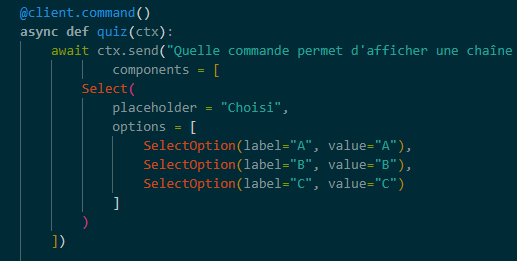 @client.command()
async def quiz(ctx):
    await ctx.send("Quelle commande permet d'afficher une chaîne
            components = [
        Select(
            placeholder = "Choisi",
            options = [
                SelectOption(label="A", value="A"),
                SelectOption(label="B", value="B"),
                SelectOption(label="C", value="C")
            ]
        )
    ])